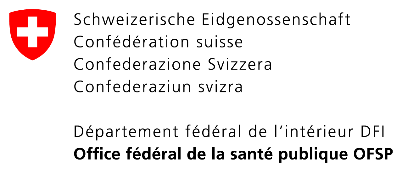 Schweizerische Eidgenossenschaft
Confédération suisse
Confederazione Svizzera
Confederaziun svizra
Département fédéral de l'intérieur DFI
Office fédéral de la santé publique OFSP